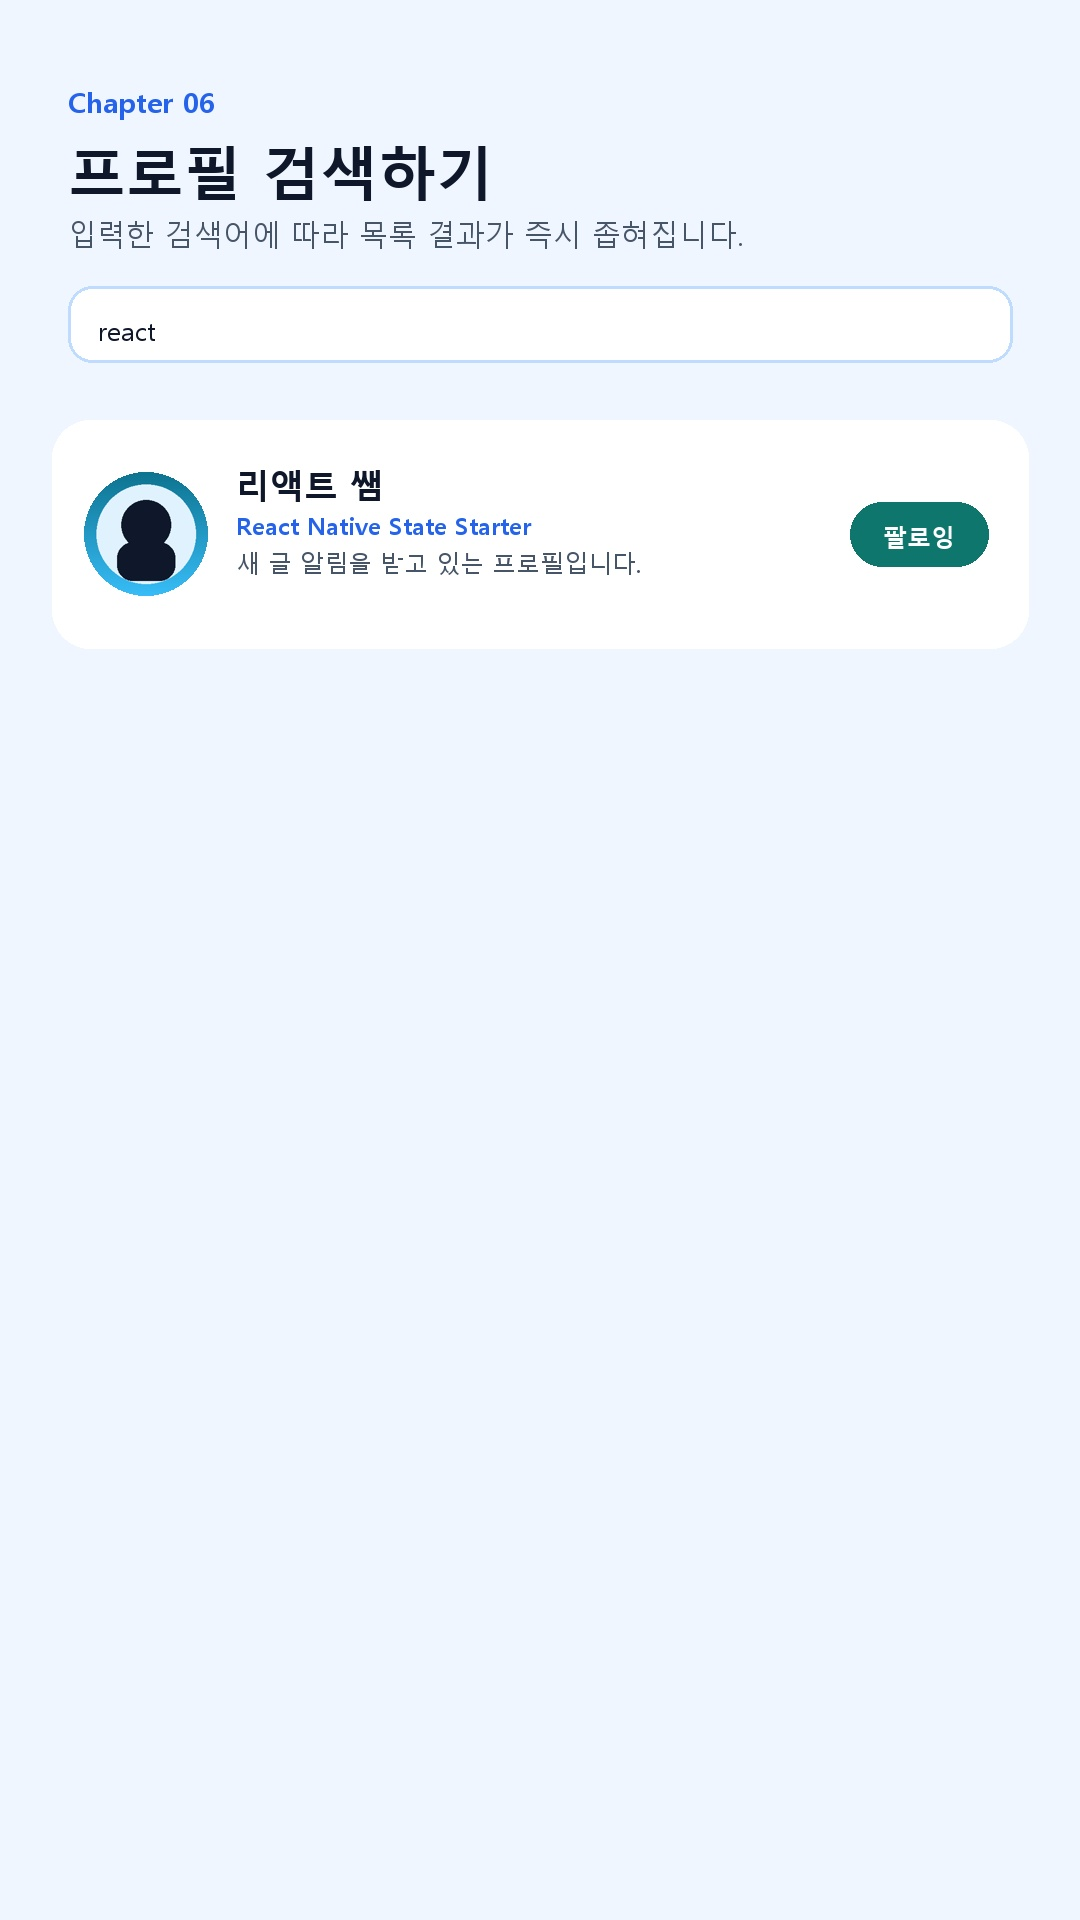 Chapter 06
프로필 검색하기
입력한 검색어에 따라 목록 결과가 즉시 좁혀집니다.
react
리액트 쌤
React Native State Starter
새 글 알림을 받고 있는 프로필입니다.
팔로잉